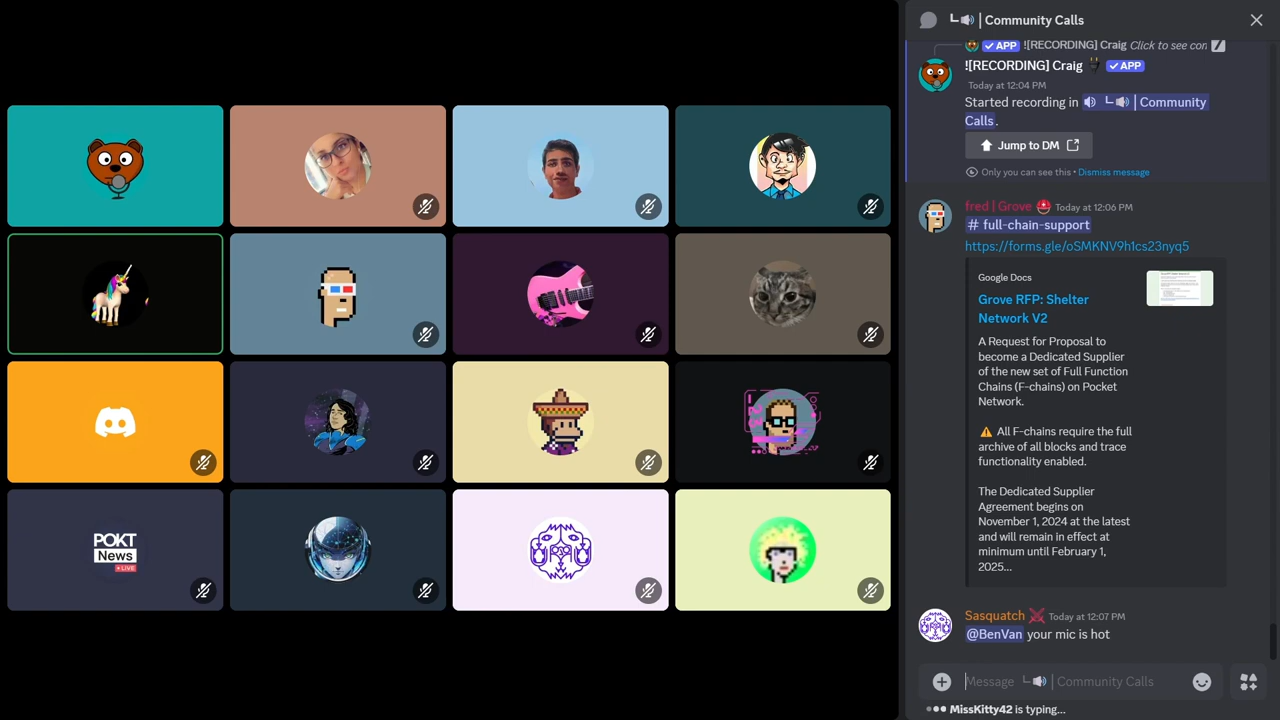 POKT
News
LIVE
└🔊 | Community Calls
✓ APP ![RECORDING] Craig Click to see con
![RECORDING] Craig ✓ APP
Today at 12:04 PM
Started recording in └🔊 | Community
Calls.
Jump to DM
Only you can see this • Dismiss message
fred | Grove Today at 12:06 PM
# full-chain-support
https://forms.gle/oSMKNV9h1cs23nyq5
Google Docs
Grove RFP: Shelter
Network V2
A Request for Proposal to
become a Dedicated Supplier
of the new set of Full Function
Chains (F-chains) on Pocket
Network.
⚠️ All F-chains require the full
archive of all blocks and trace
functionality enabled.
The Dedicated Supplier
Agreement begins on
November 1, 2024 at the latest
and will remain in effect at
minimum until February 1,
2025...
Sasquatch Today at 12:07 PM
@BenVan your mic is hot
Message └🔊 | Community Calls
MissKitty42 is typing...